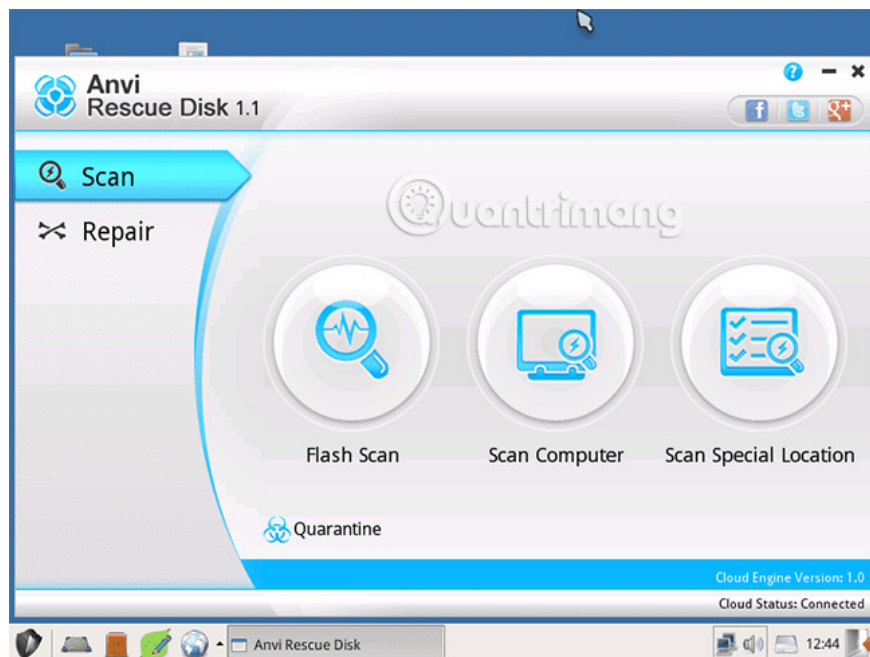 Anvi
Rescue Disk 1.1
Scan
Repair
Quantrimang
Flash Scan
Scan Computer
Scan Special Location
Quarantine
Cloud Engine Version: 1.0
Cloud Status: Connected
Anvi Rescue Disk
12:44